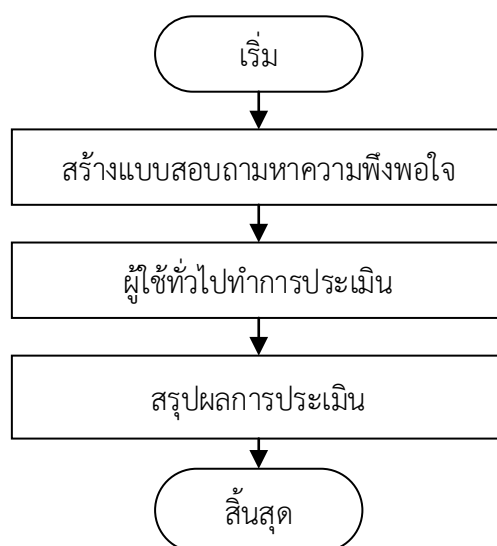 เริ่ม
สร้างแบบสอบถามหาความพึงพอใจ
ผู้ใช้ทั่วไปทำการประเมิน
สรุปผลการประเมิน
สิ้นสุด